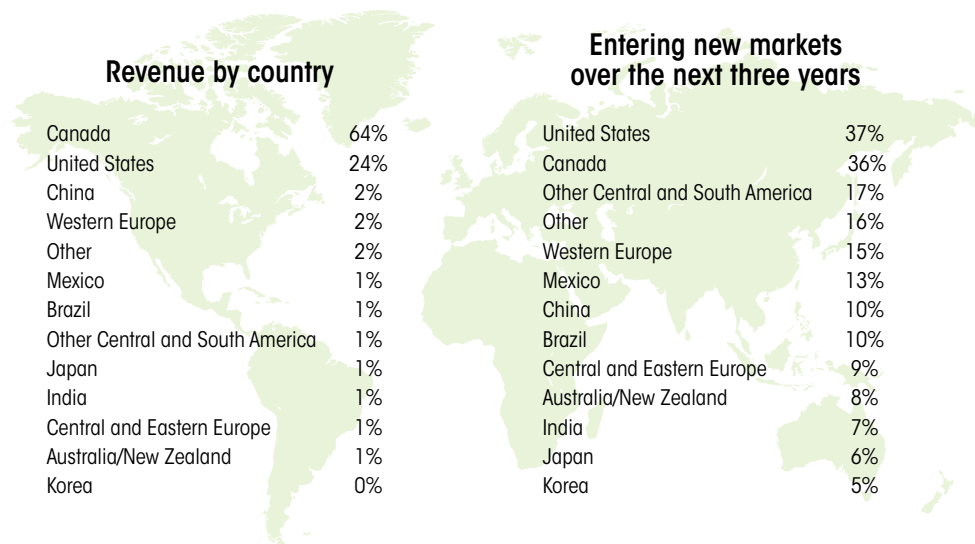 Revenue by country
Canada 64%
United States 24%
China 2%
Western Europe 2%
Other 2%
Mexico 1%
Brazil 1%
Other Central and South America 1%
Japan 1%
India 1%
Central and Eastern Europe 1%
Australia/New Zealand 1%
Korea 0%
Entering new markets
over the next three years
United States 37%
Canada 36%
Other Central and South America 17%
Other 16%
Western Europe 15%
Mexico 13%
China 10%
Brazil 10%
Central and Eastern Europe 9%
Australia/New Zealand 8%
India 7%
Japan 6%
Korea 5%